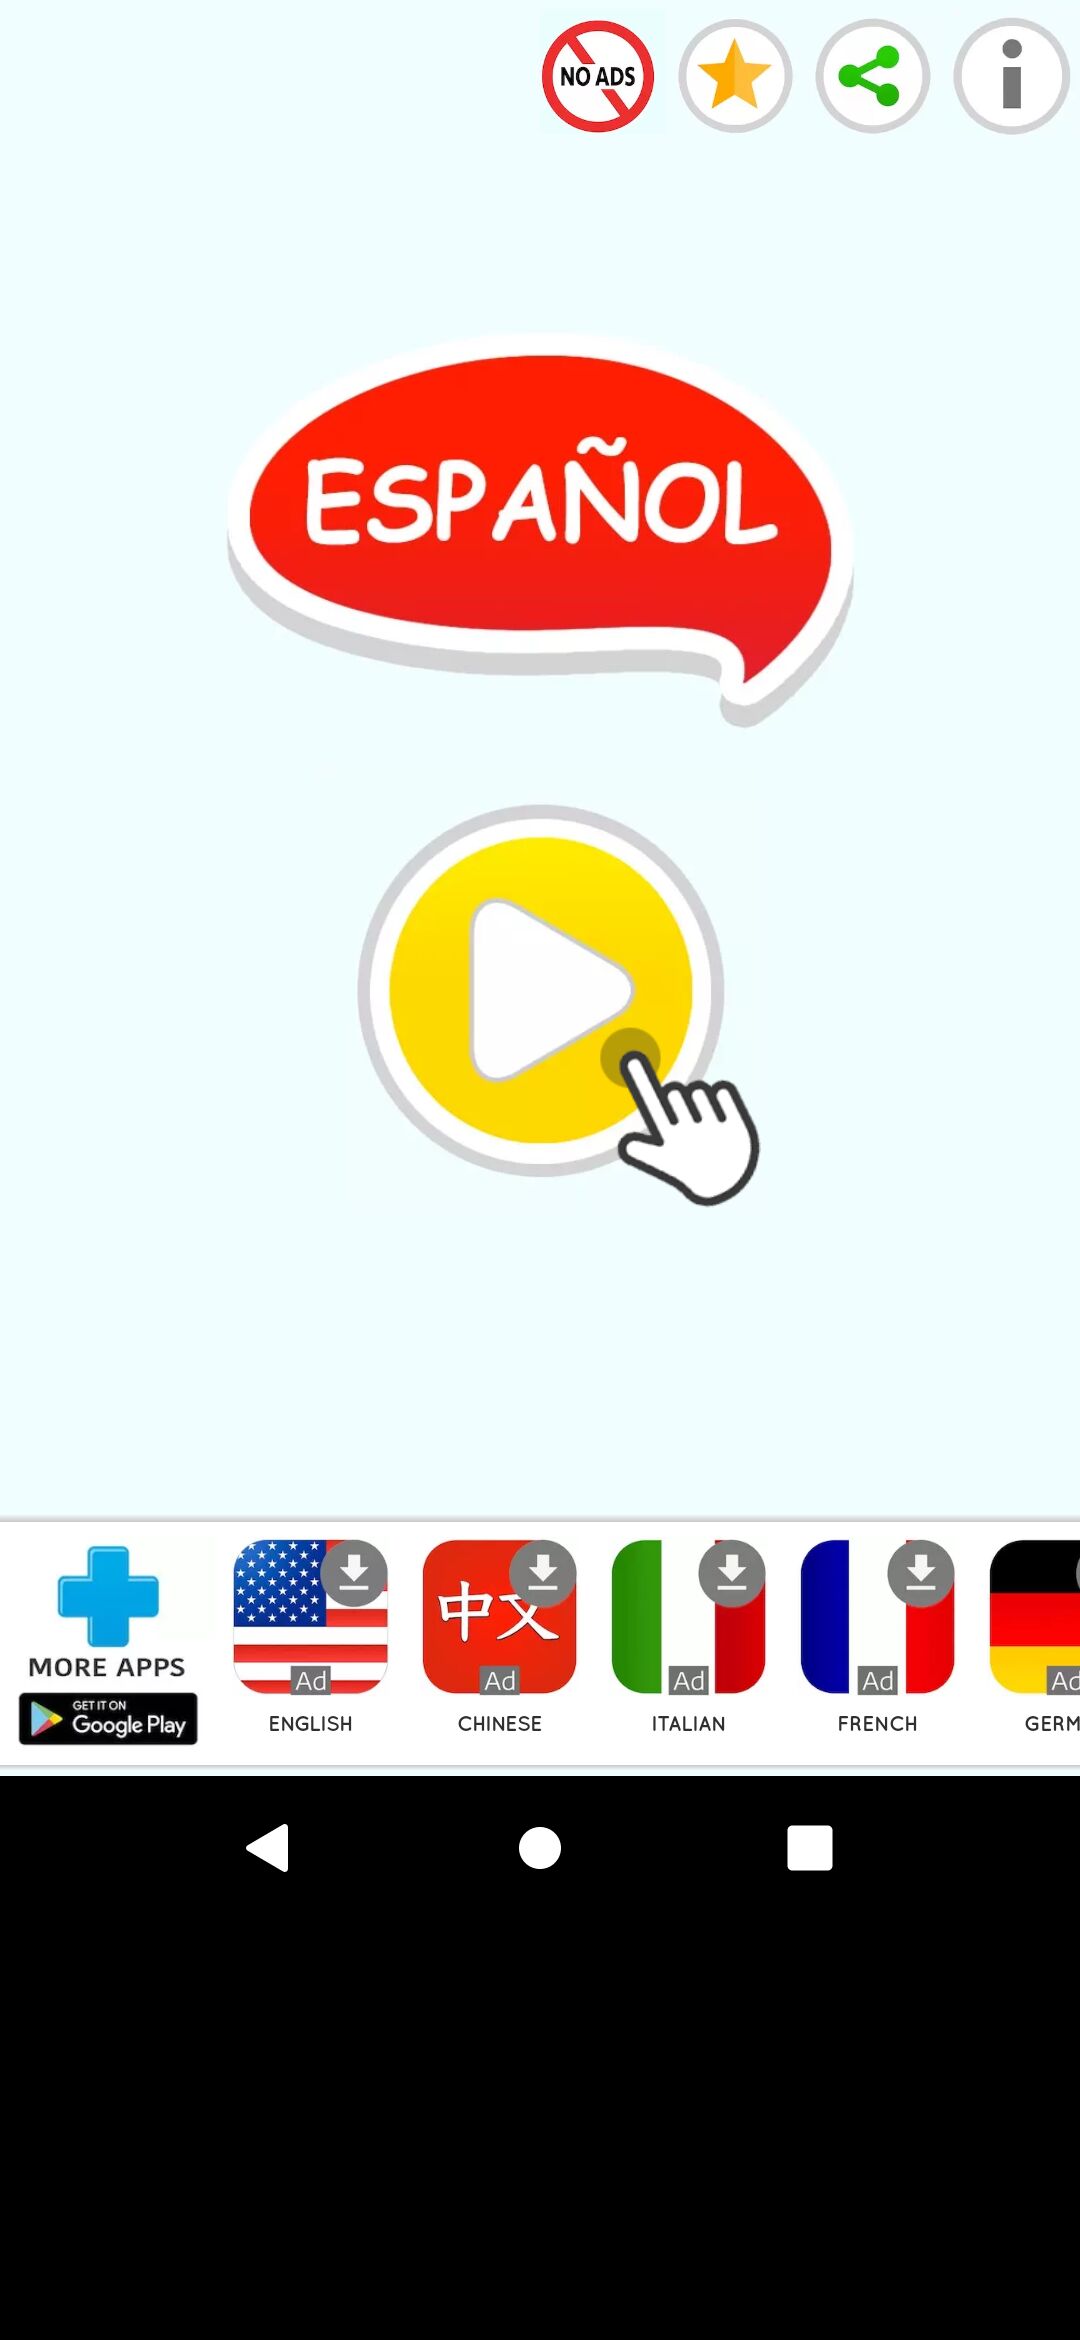 NO ADS
ESPAÑOL
MORE APPS
GET IT ON
Google Play
Ad
ENGLISH
中文
Ad
CHINESE
Ad
ITALIAN
Ad
FRENCH
Ad
GERM